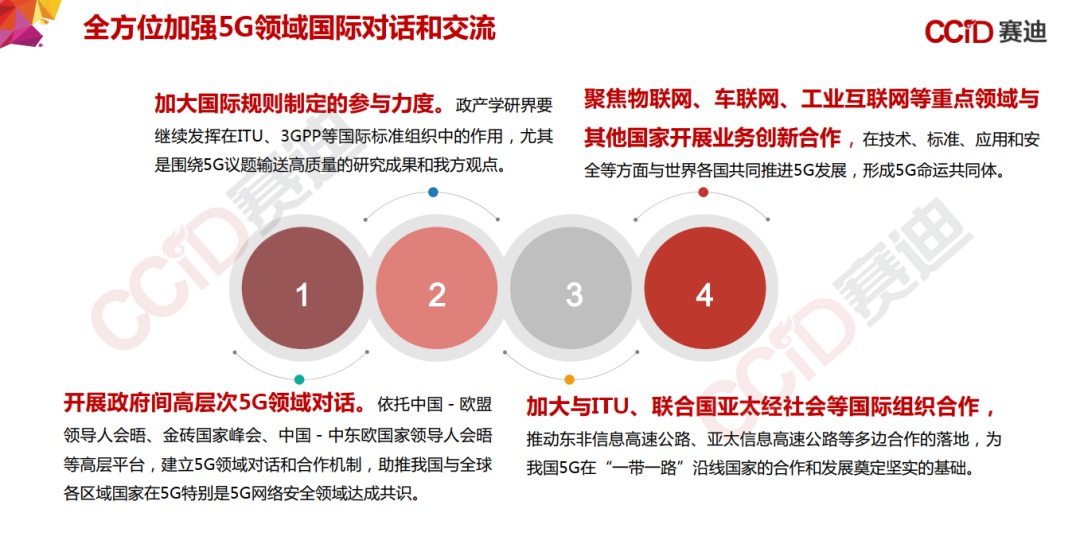 全方位加强5G领域国际对话和交流
CCiD 赛迪
加大国际规则制定的参与力度。政产学研界要
继续发挥在ITU、3GPP等国际标准组织中的作用，尤其
是围绕5G议题输送高质量的研究成果和我方观点。
聚焦物联网、车联网、工业互联网等重点领域与
其他国家开展业务创新合作，在技术、标准、应用和安
全等方面与世界各国共同推进5G发展，形成5G命运共同体。
1
2
3
4
开展政府间高层次5G领域对话。依托中国－欧盟
领导人会晤、金砖国家峰会、中国－中东欧国家领导人会晤
等高层平台，建立5G领域对话和合作机制，助推我国与全球
各区域国家在5G特别是5G网络安全领域达成共识。
加大与ITU、联合国亚太经社会等国际组织合作，
推动东非信息高速公路、亚太信息高速公路等多边合作的落地，为
我国5G在“一带一路”沿线国家的合作和发展奠定坚实的基础。
CCiD赛迪
CCiD赛迪